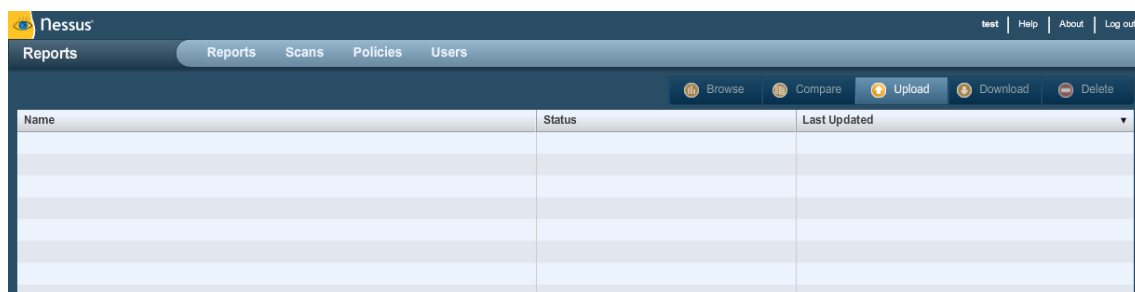 nessus
test | Help | About | Log out
Reports
Reports Scans Policies Users
Browse Compare Upload Download Delete
Name Status Last Updated